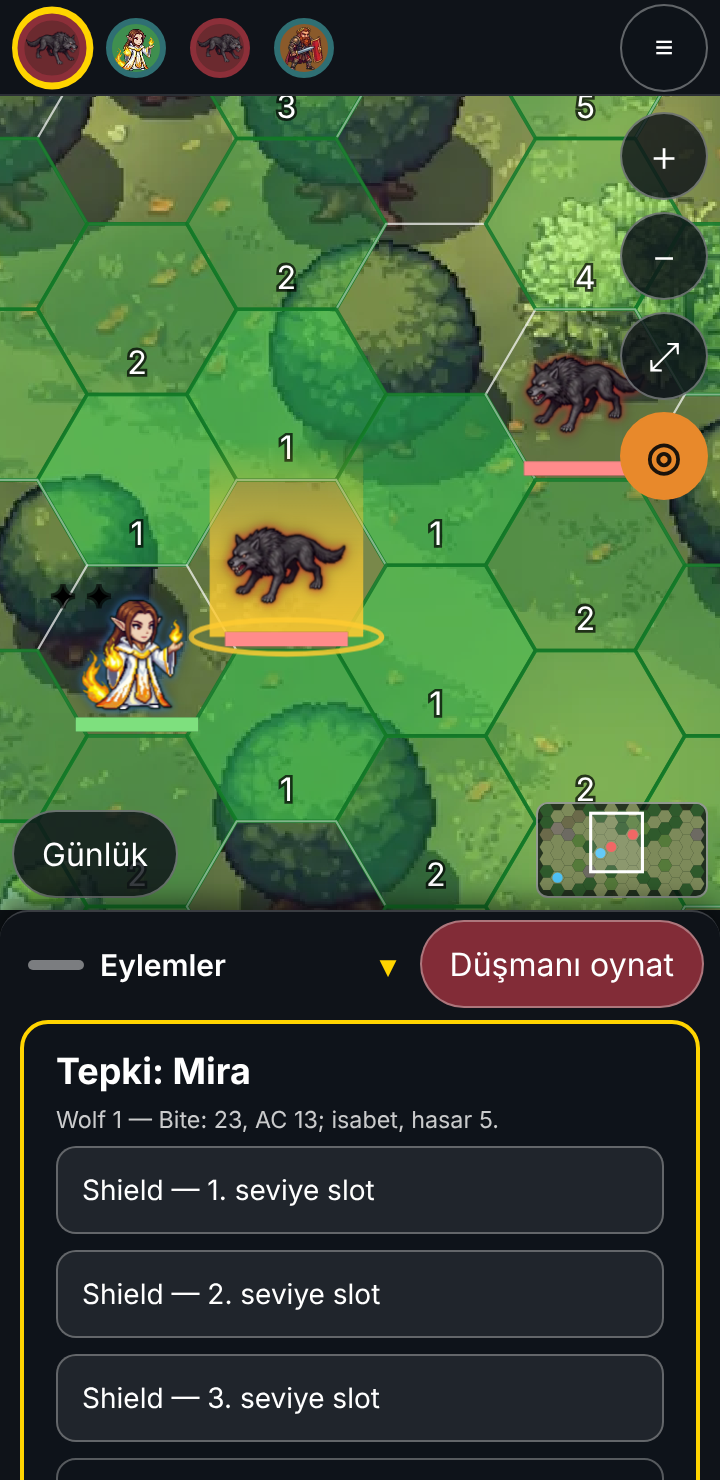 ≡
3
5
+
2
4
−
2
1
1
1
2
1
1
2
Günlük
2
2
Eylemler
▼
Düşmanı oynat
Tepki: Mira
Wolf 1 — Bite: 23, AC 13; isabet, hasar 5.
Shield — 1. seviye slot
Shield — 2. seviye slot
Shield — 3. seviye slot